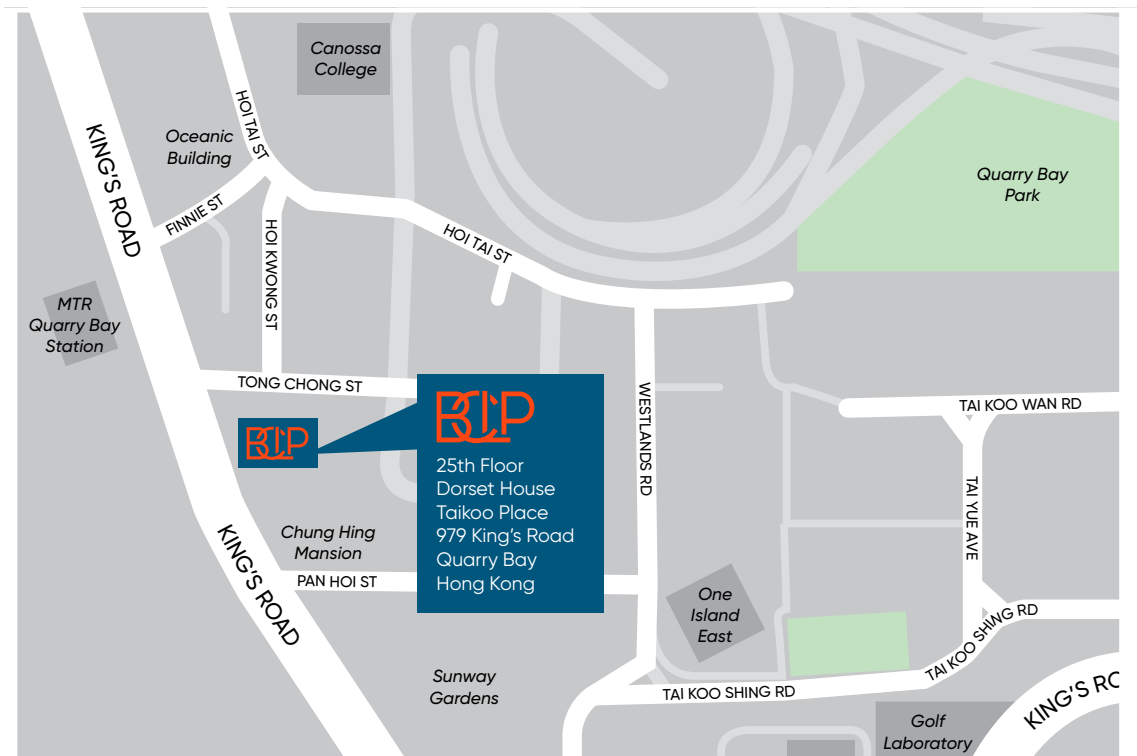 Canossa
College
HOI TAI ST
KING'S ROAD
Oceanic
Building
Quarry Bay
Park
FINNIE ST
HOI KWONG ST
HOI TAI ST
MTR
Quarry Bay
Station
TONG CHONG ST
WESTLANDS RD
TAI KOO WAN RD
BCLP
BCLP
25th Floor
Dorset House
Taikoo Place
979 King's Road
Quarry Bay
Hong Kong
TAI YUE AVE
KING'S ROAD
Chung Hing
Mansion
PAN HOI ST
One
Island
East
TAI KOO SHING RD
Sunway
Gardens
TAI KOO SHING RD
KING'S RO
Golf
Laboratory